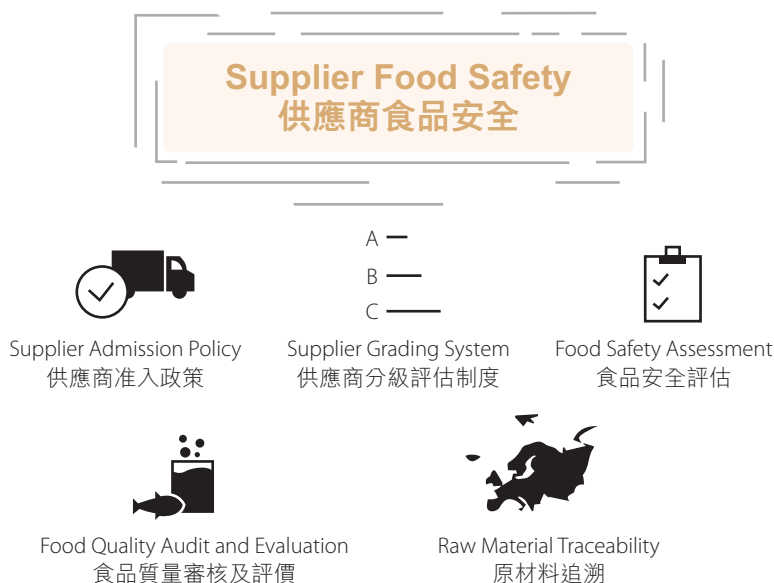 Supplier Food Safety
供應商食品安全
A
B
C
Supplier Admission Policy
供應商准入政策
Supplier Grading System
供應商分級評估制度
Food Safety Assessment
食品安全評估
Food Quality Audit and Evaluation
食品質量審核及評價
Raw Material Traceability
原材料追溯